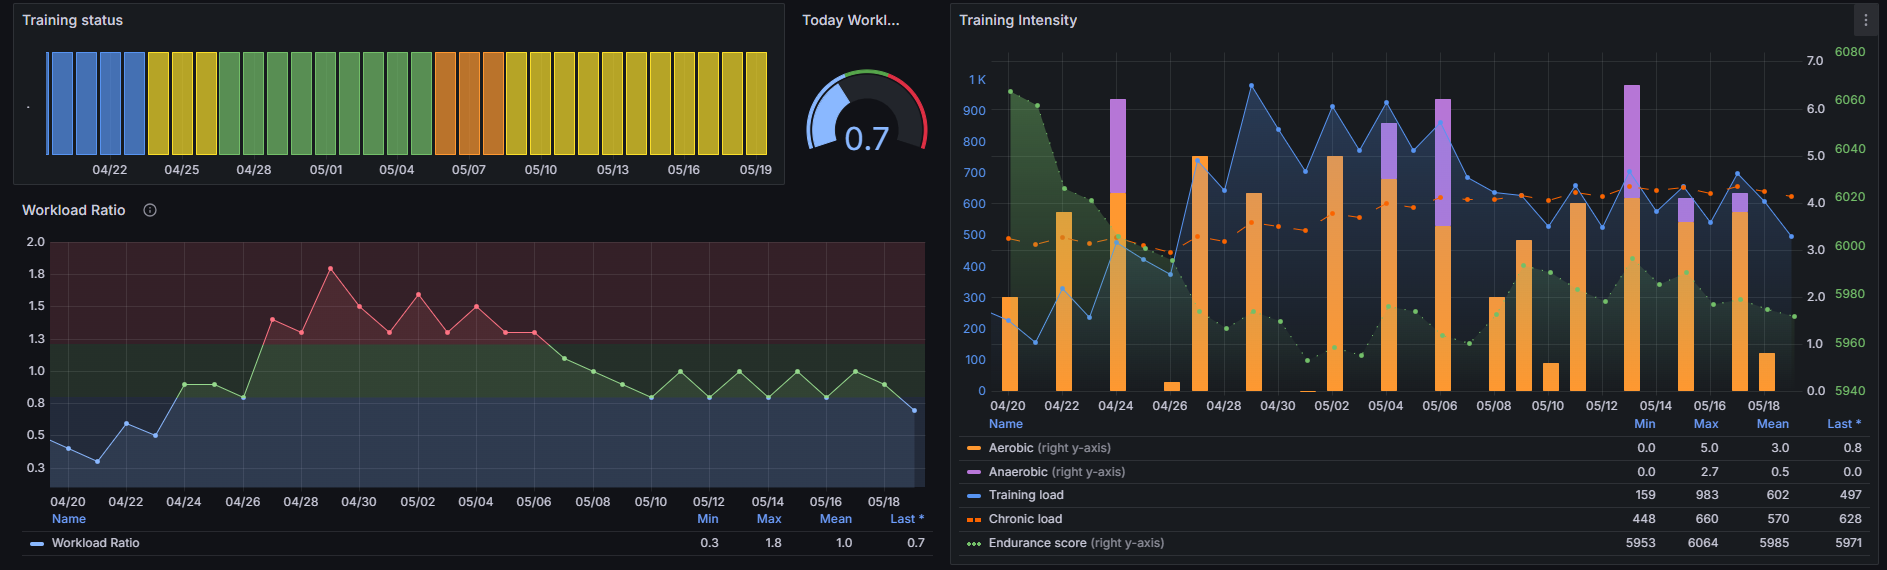 Training status
.
04/22 04/25 04/28 05/01 05/04 05/07 05/10 05/13 05/16 05/19
Today Workl...
0.7
Workload Ratio
2.0
1.8
1.5
1.3
1.0
0.8
0.5
0.3
04/20 04/22 04/24 04/26 04/28 04/30 05/02 05/04 05/06 05/08 05/10 05/12 05/14 05/16 05/18
Name Min Max Mean Last *
Workload Ratio 0.3 1.8 1.0 0.7
Training Intensity
1 K
900
800
700
600
500
400
300
200
100
0
7.0
6.0
5.0
4.0
3.0
2.0
1.0
0.0
6080
6060
6040
6020
6000
5980
5960
5940
04/20 04/22 04/24 04/26 04/28 04/30 05/02 05/04 05/06 05/08 05/10 05/12 05/14 05/16 05/18
Name Min Max Mean Last *
Aerobic (right y-axis) 0.0 5.0 3.0 0.8
Anaerobic (right y-axis) 0.0 2.7 0.5 0.0
Training load 159 983 602 497
Chronic load 448 660 570 628
Endurance score (right y-axis) 5953 6064 5985 5971